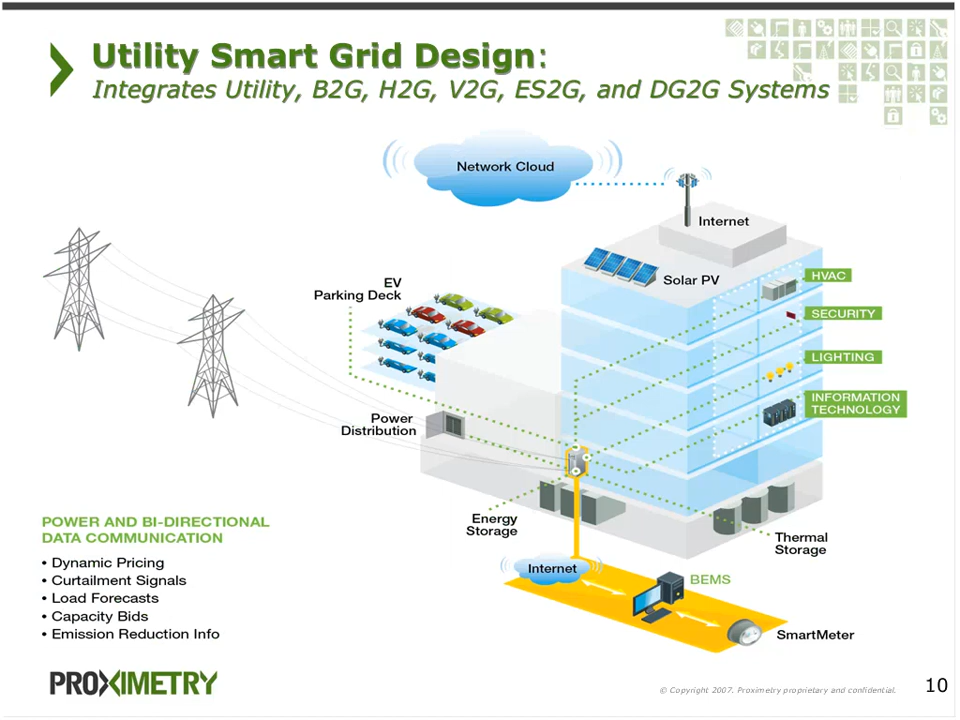 Utility Smart Grid Design:
Integrates Utility, B2G, H2G, V2G, ES2G, and DG2G Systems
Network Cloud
Internet
Solar PV
HVAC
EV
Parking Deck
SECURITY
LIGHTING
INFORMATION
TECHNOLOGY
Power
Distribution
Energy
Storage
Thermal
Storage
POWER AND BI-DIRECTIONAL
DATA COMMUNICATION
• Dynamic Pricing
• Curtailment Signals
• Load Forecasts
• Capacity Bids
• Emission Reduction Info
Internet
BEMS
SmartMeter
PROXIMETRY
© Copyright 2007. Proximetry proprietary and confidential.
10